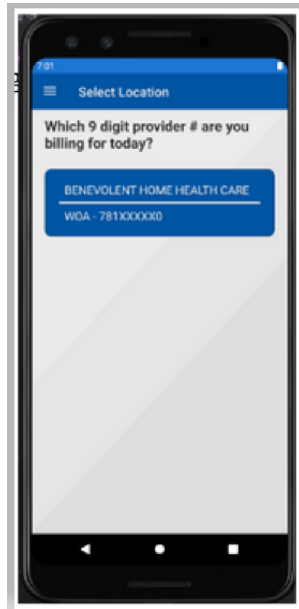 7:01
Select Location
Which 9 digit provider # are you
billing for today?
BENEVOLENT HOME HEALTH CARE
WOA - 781XXXXX0